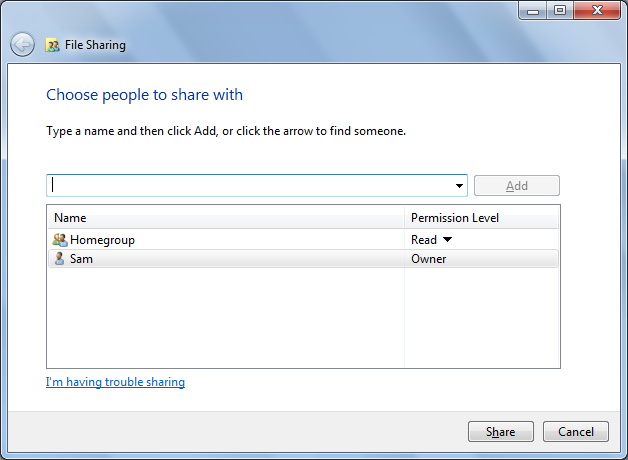 File Sharing
Choose people to share with
Type a name and then click Add, or click the arrow to find someone.
Add
Name Permission Level
Homegroup Read
Sam Owner
I'm having trouble sharing
Share Cancel